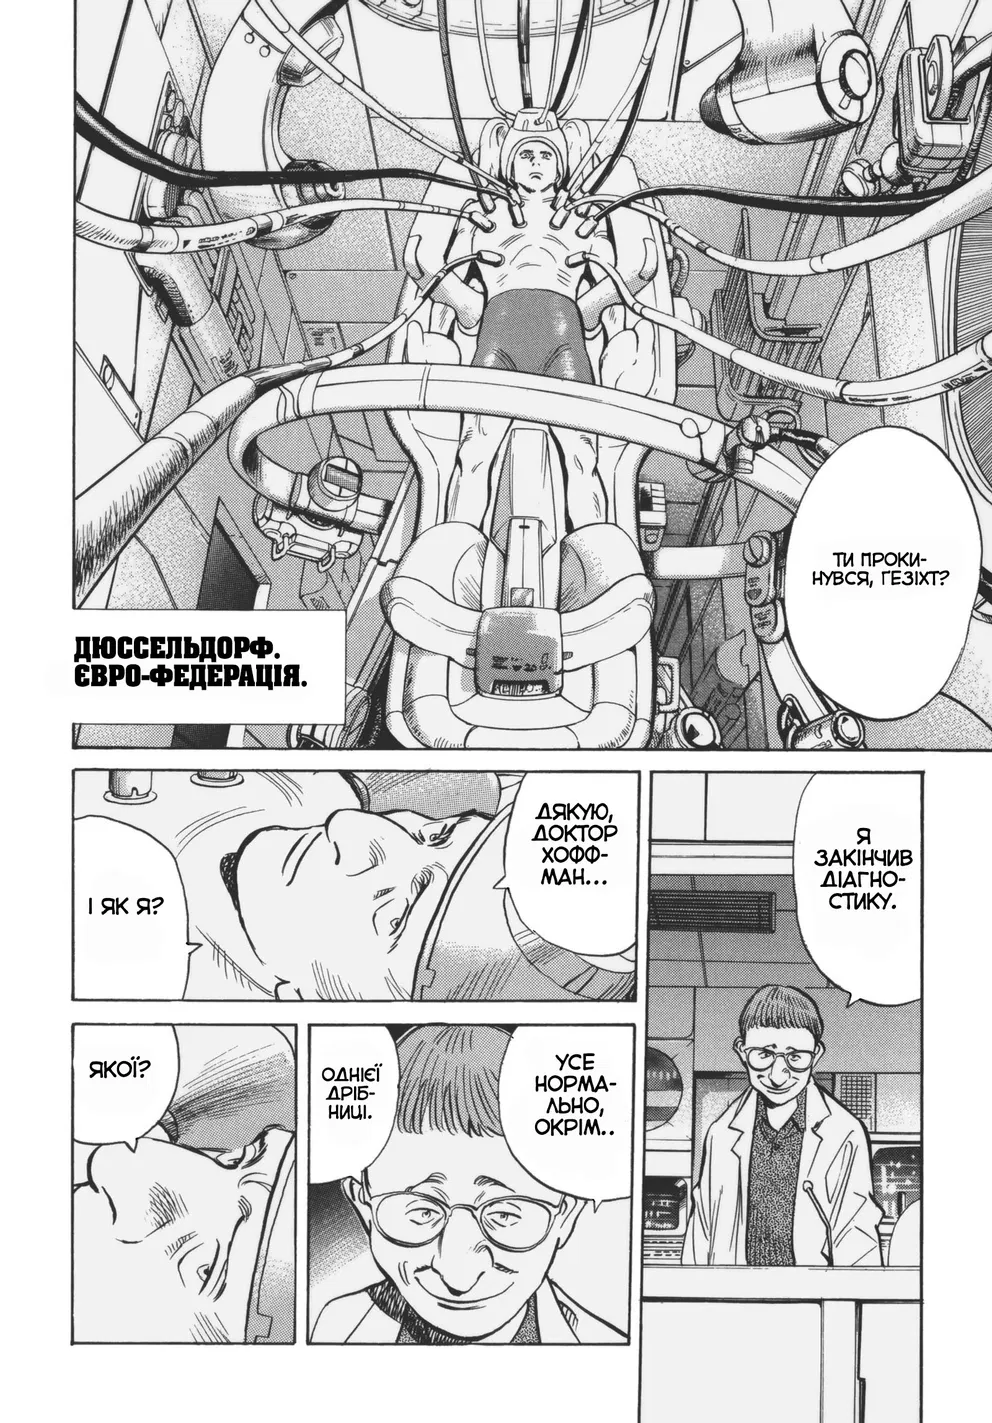 ТИ ПРОКИ-
НУВСЯ, ҐЕЗІХТ?
ДЮССЕЛЬДОРФ.
ЄВРО-ФЕДЕРАЦІЯ.
Я
ЗАКІНЧИВ
ДІАГНО-
СТИКУ.
ДЯКУЮ,
ДОКТОР
ХОФФ-
МАН...
І ЯК Я?
УСЕ
НОРМА-
ЛЬНО,
ОКРІМ..
ОДНІЄЇ
ДРІБ-
НИЦІ.
ЯКОЇ?